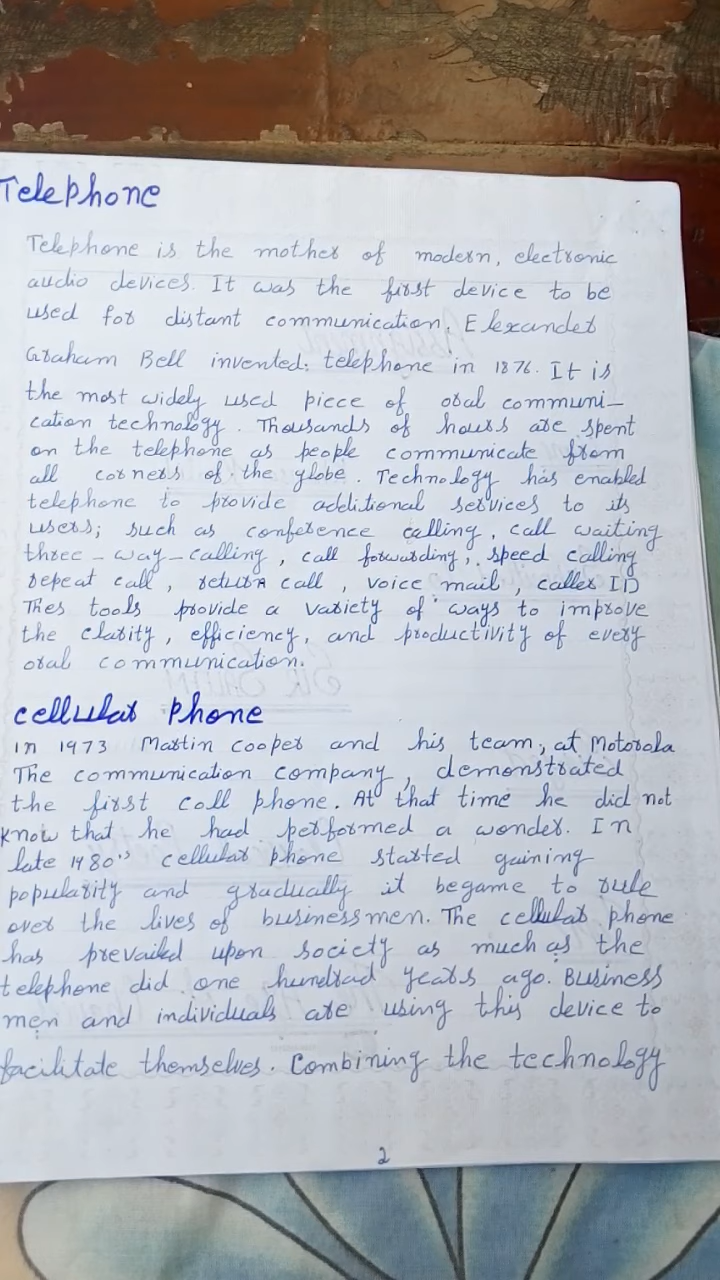 Telephone
Telephone is the mother of modern, electronic
audio devices. It was the first device to be
used for distant communication. Elexander
Graham Bell invented, telephone in 1876. It is
the most widely used piece of oral communi-
cation technology. Thousands of hours are spent
on the telephone as people communicate from
all corners of the globe. Technology has enabled
telephone to provide additional services to its
users; such as conference calling, call waiting
three-way-calling, call forwarding, speed calling
repeat call, return call, voice mail, caller ID
Thes tools provide a variety of ways to improve
the clarity, efficiency, and productivity of every
oral communication.
cellular phone
in 1973 Martin cooper and his team, at Motorola
The communication company, demonstrated
the first coll phone. At that time he did not
know that he had performed a wonder. In
late 1980's cellular phone started gaining
popularity and gradually it begame to rule
over the lives of businessmen. The cellular phone
has prevailed upon society as much as the
telephone did one hundrad years ago. Business
men and individuals are using this device to
facilitate themselves. Combining the technology
2